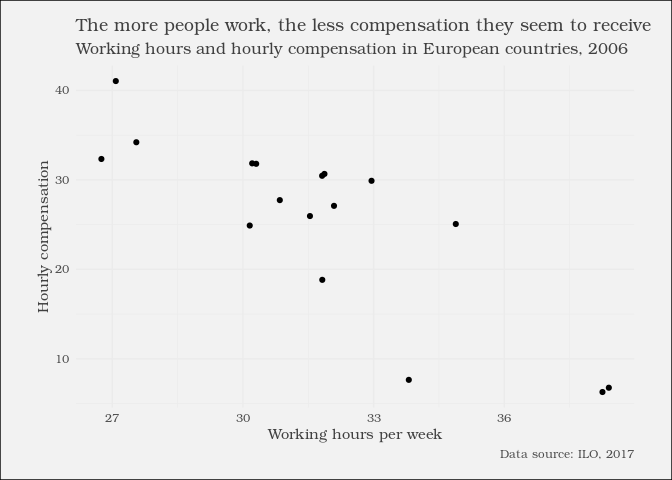 The more people work, the less compensation they seem to receive
Working hours and hourly compensation in European countries, 2006
Hourly compensation
40
30
20
10
27 30 33 36
Working hours per week
Data source: ILO, 2017